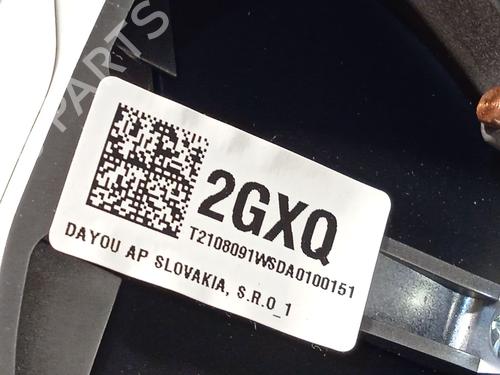 PARTS
2GXQ
T2108091WSDA0100151
DAYOU AP SLOVAKIA, S.R.O_1